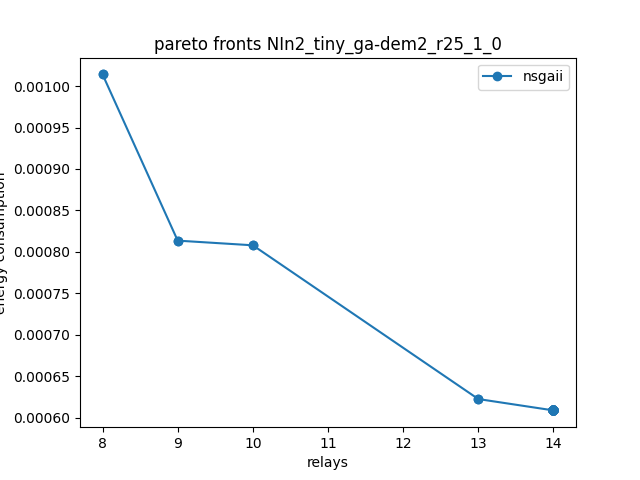 pareto fronts NIn2_tiny_ga-dem2_r25_1_0
nsgaii
0.00100
0.00095
0.00090
0.00085
0.00080
0.00075
0.00070
0.00065
0.00060
energy consumption
8 9 10 11 12 13 14
relays